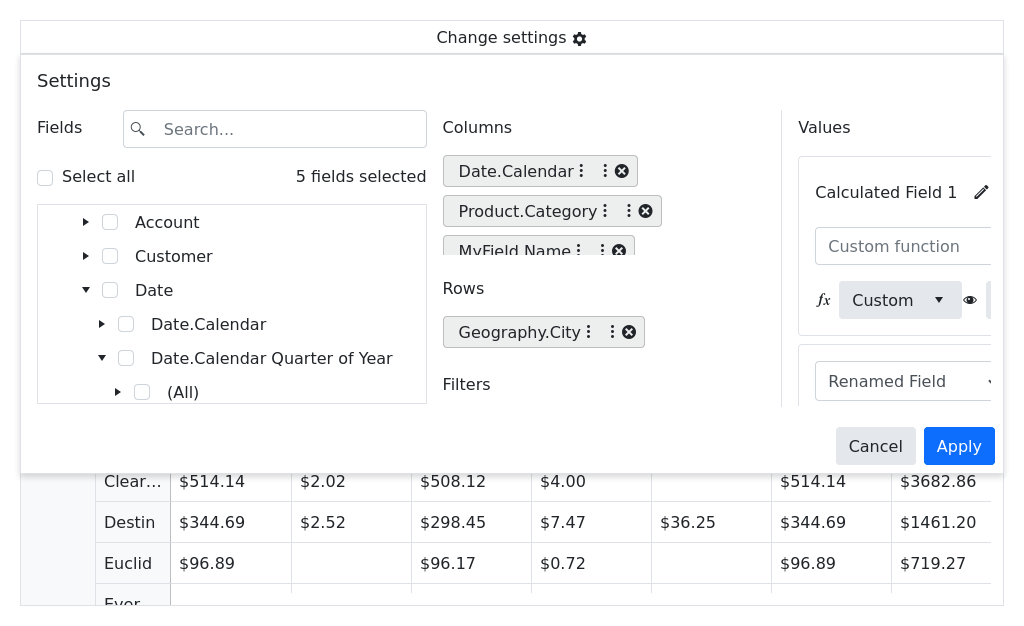 Change settings
Settings
Fields
Search...
Select all
5 fields selected
Account
Customer
Date
Date.Calendar
Date.Calendar Quarter of Year
(All)
Columns
Date.Calendar
Product.Category
MyField.Name
Rows
Geography.City
Filters
Values
Calculated Field 1
Custom function
fx Custom
Renamed Field
Cancel
Apply
Clear... $514.14 $2.02 $508.12 $4.00 $514.14 $3682.86
Destin $344.69 $2.52 $298.45 $7.47 $36.25 $344.69 $1461.20
Euclid $96.89 $96.17 $0.72 $96.89 $719.27